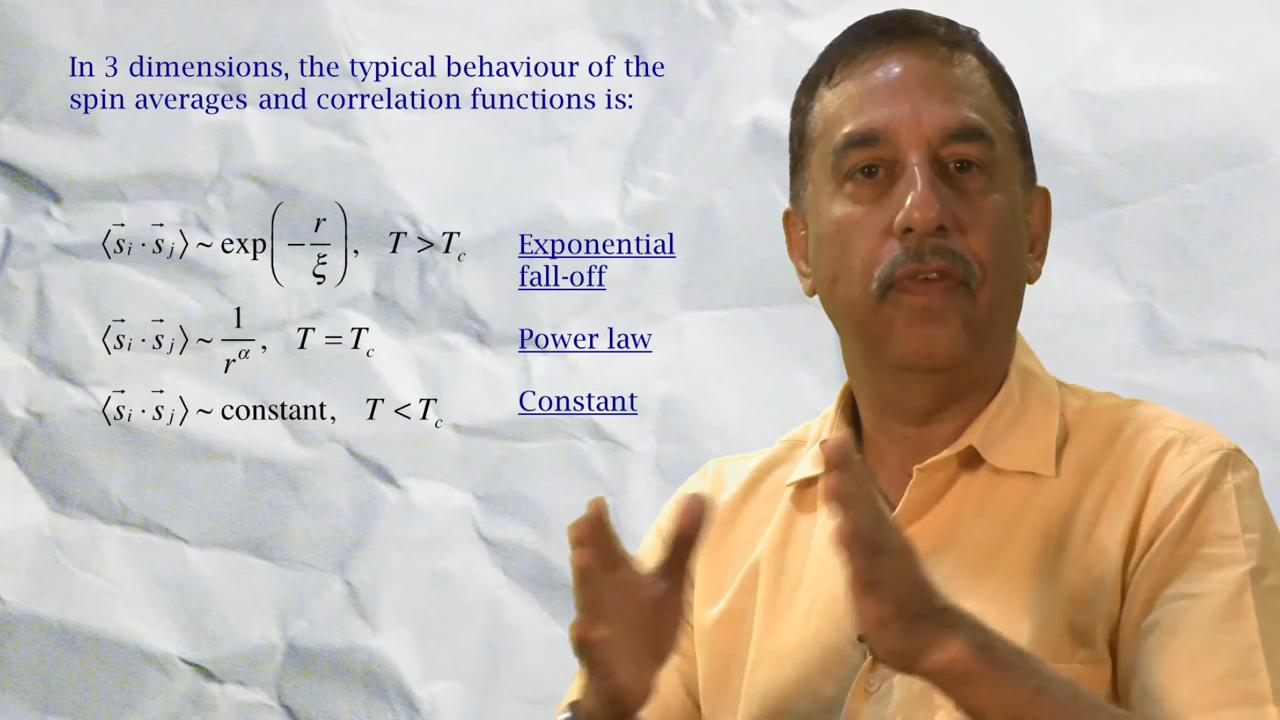 In 3 dimensions, the typical behaviour of the
spin averages and correlation functions is:
⟨s⃗ᵢ · s⃗ⱼ⟩ ~ exp(−r/ξ), T > T_c Exponential
fall-off
⟨s⃗ᵢ · s⃗ⱼ⟩ ~ 1/r^α, T = T_c Power law
⟨s⃗ᵢ · s⃗ⱼ⟩ ~ constant, T < T_c Constant